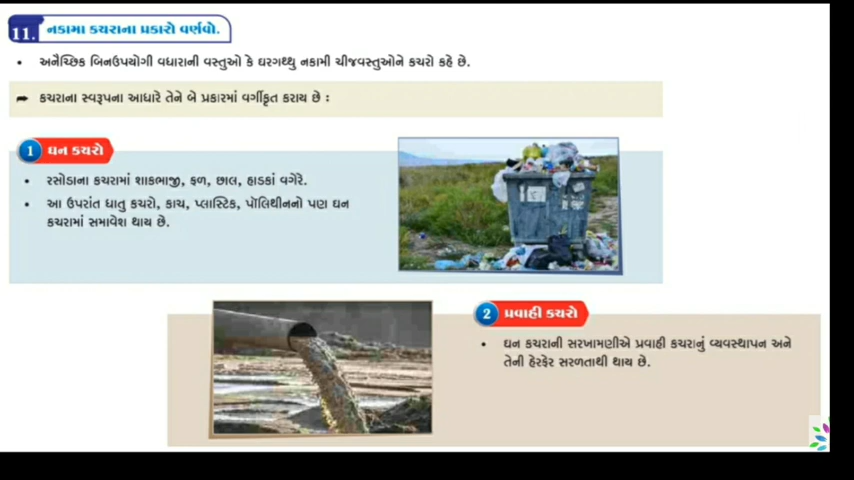 11. નકામા કચરાના પ્રકારો વર્ણવો.
• અનૈચ્છિક બિનઉપયોગી વધારાની વસ્તુઓ કે ઘરગથ્થુ નકામી ચીજવસ્તુઓને કચરો કહે છે.
➡ કચરાના સ્વરૂપના આધારે તેને બે પ્રકારમાં વર્ગીકૃત કરાય છે :
1 ઘન કચરો
• રસોડાના કચરામાં શાકભાજી, ફળ, છાલ, હાડકાં વગેરે.
• આ ઉપરાંત ધાતુ કચરો, કાચ, પ્લાસ્ટિક, પૉલિથીનનો પણ ઘન
કચરામાં સમાવેશ થાય છે.
2 પ્રવાહી કચરો
• ઘન કચરાની સરખામણીએ પ્રવાહી કચરાનું વ્યવસ્થાપન અને
તેની હેરફેર સરળતાથી થાય છે.